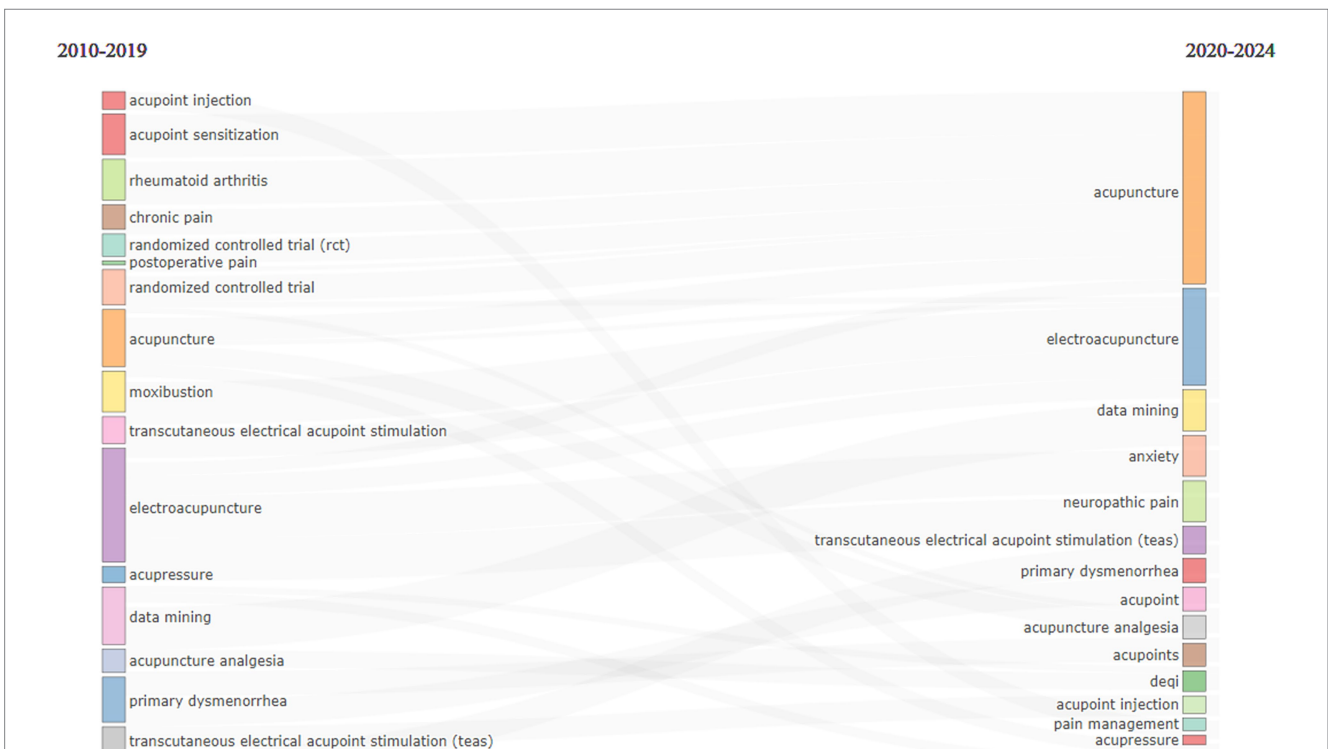 2010-2019
2020-2024
acupoint injection
acupoint sensitization
rheumatoid arthritis
chronic pain
randomized controlled trial (rct)
postoperative pain
randomized controlled trial
acupuncture
moxibustion
transcutaneous electrical acupoint stimulation
electroacupuncture
acupressure
data mining
acupuncture analgesia
primary dysmenorrhea
transcutaneous electrical acupoint stimulation (teas)
acupuncture
electroacupuncture
data mining
anxiety
neuropathic pain
transcutaneous electrical acupoint stimulation (teas)
primary dysmenorrhea
acupoint
acupuncture analgesia
acupoints
deqi
acupoint injection
pain management
acupressure